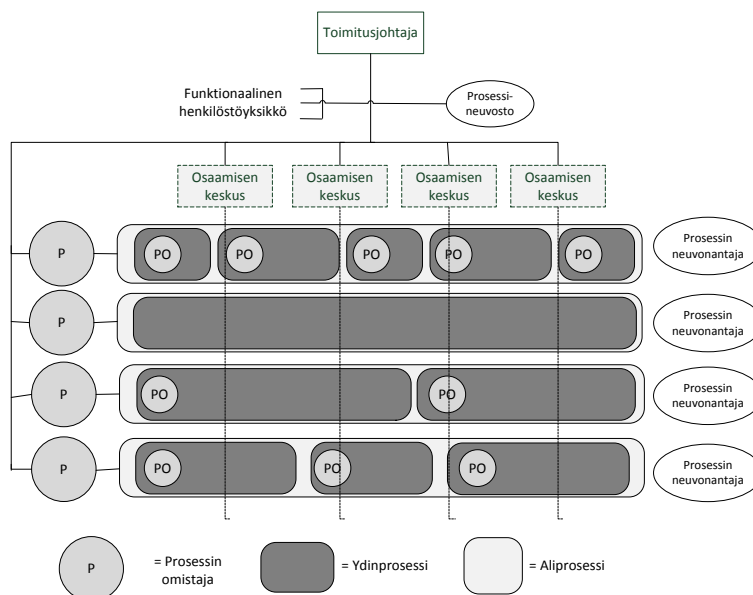 Toimitusjohtaja
Funktionaalinen
henkilöstöyksikkö
Prosessi-
neuvosto
Osaamisen
keskus
Osaamisen
keskus
Osaamisen
keskus
Osaamisen
keskus
P
PO
PO
PO
PO
PO
Prosessin
neuvonantaja
P
Prosessin
neuvonantaja
P
PO
PO
Prosessin
neuvonantaja
P
PO
PO
PO
Prosessin
neuvonantaja
P
= Prosessin
omistaja
= Ydinprosessi
= Aliprosessi